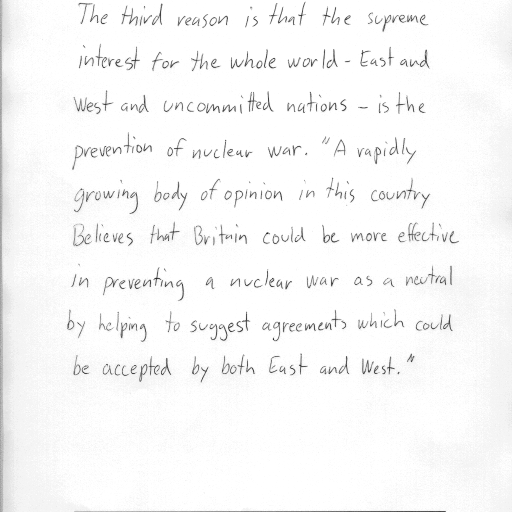 The third reason is that the supreme
interest for the whole world - East and
West and uncommitted nations - is the
prevention of nuclear war. "A rapidly
growing body of opinion in this country
Believes that Britain could be more effective
in preventing a nuclear war as a neutral
by helping to suggest agreements which could
be accepted by both East and West."